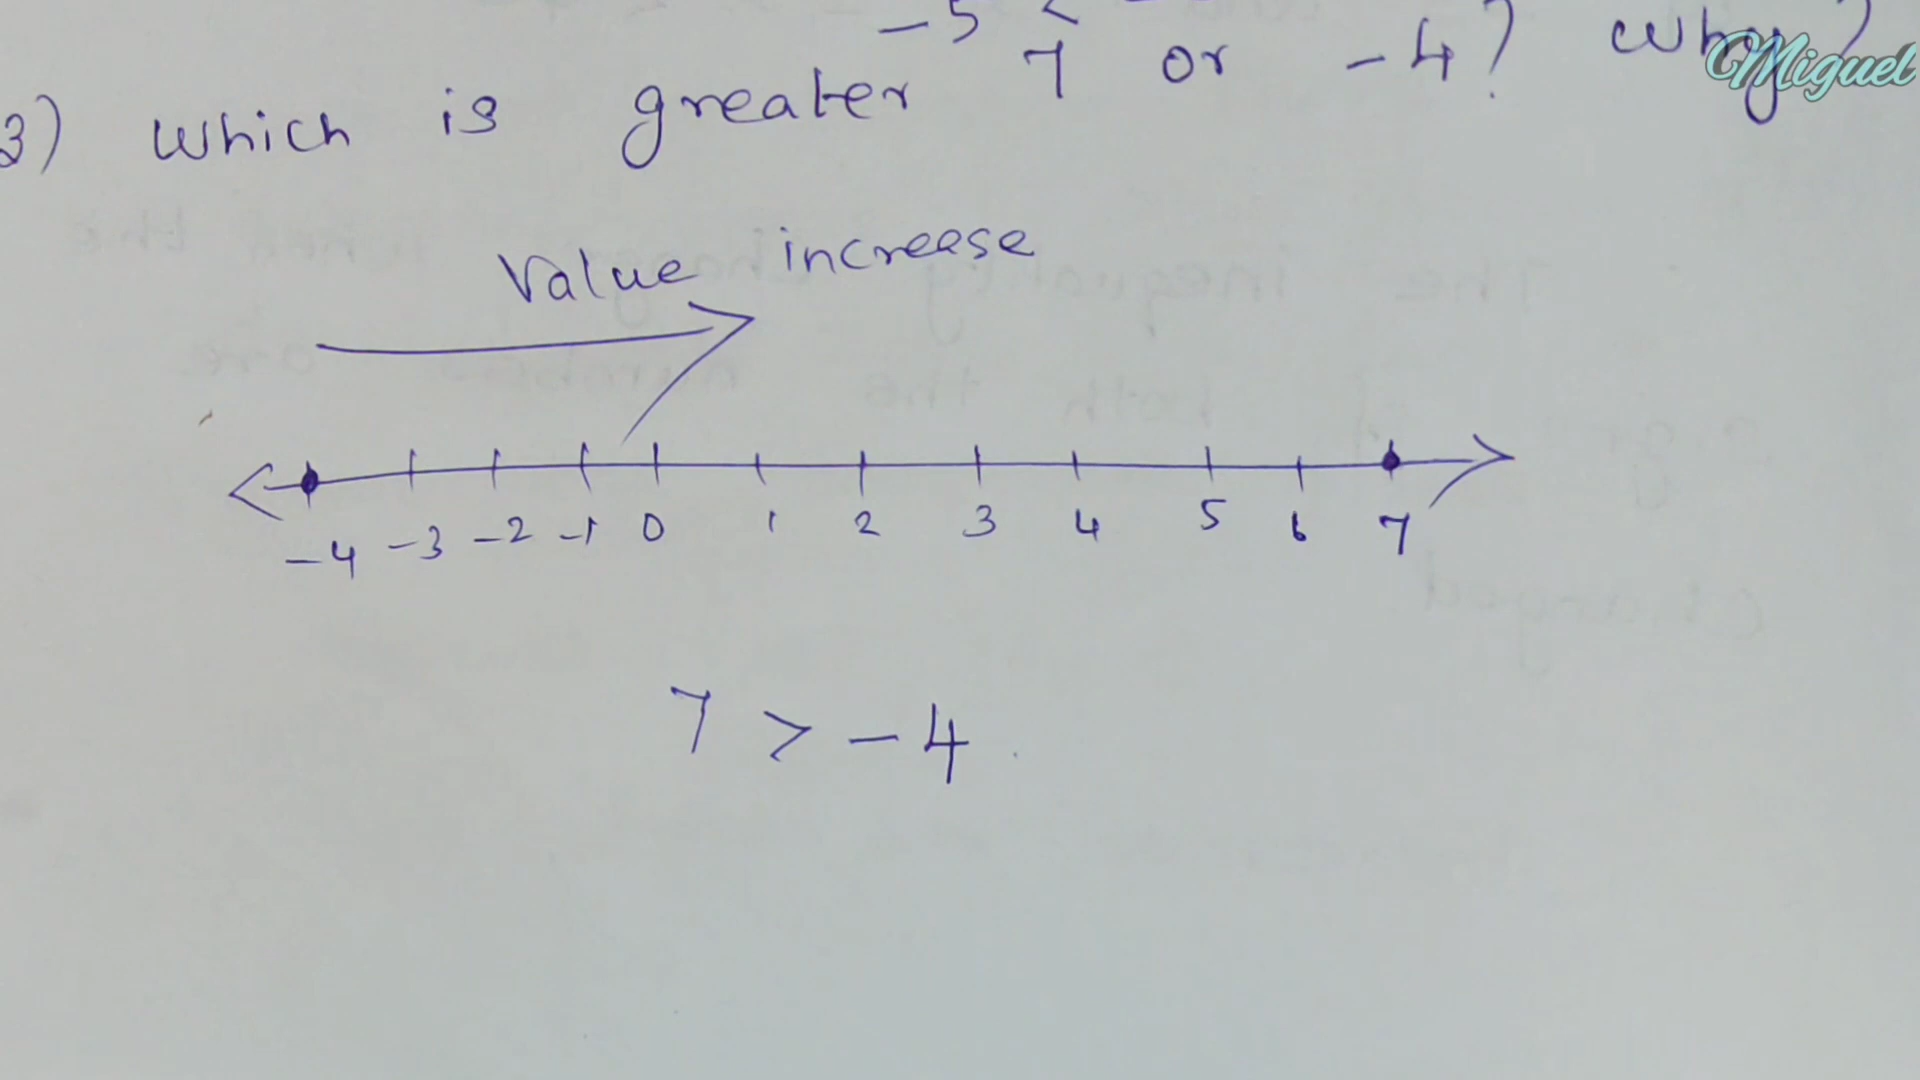 -5 <
3) which is greater 7 or -4? why?
Miguel
Value increase
-4 -3 -2 -1 0 1 2 3 4 5 6 7
7 > -4